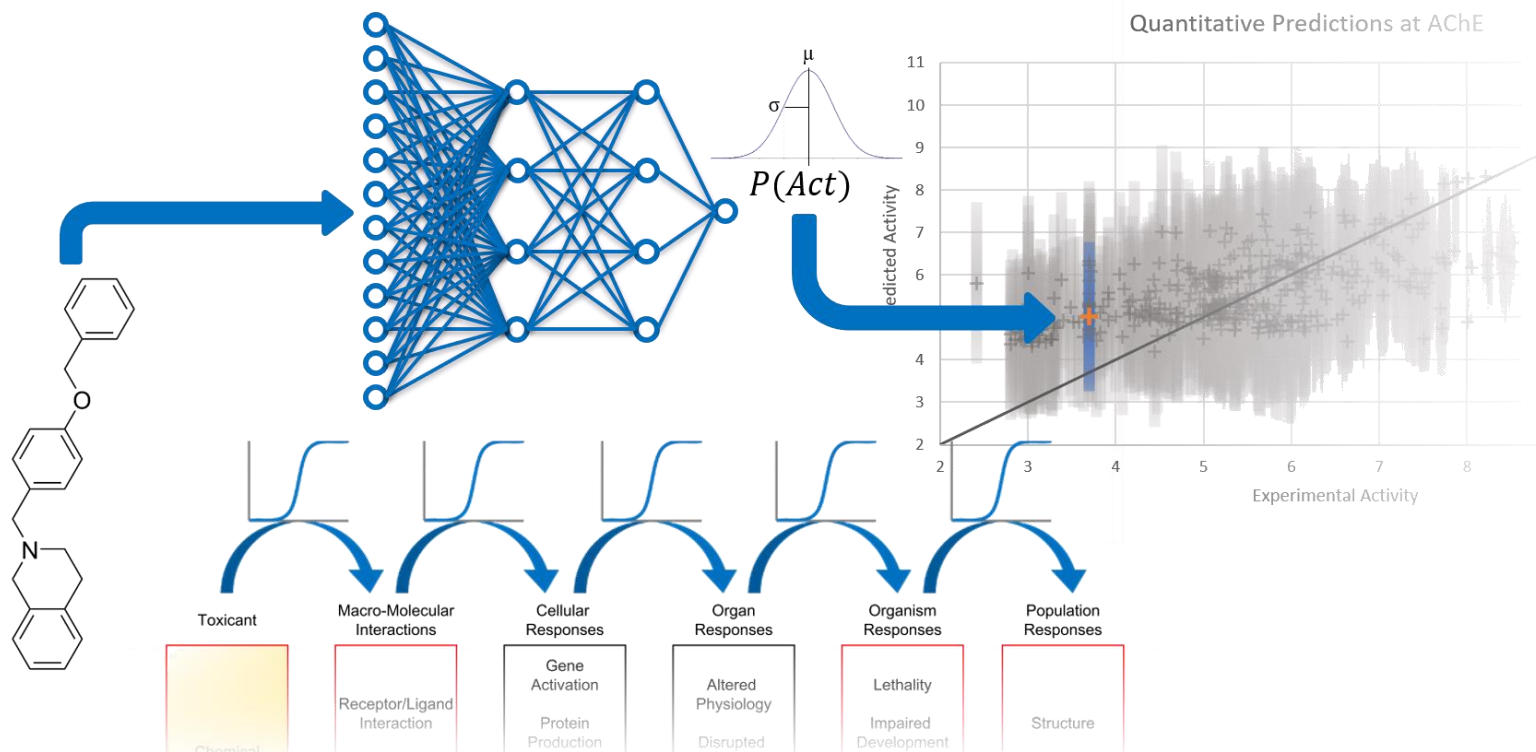 Quantitative Predictions at AChE
μ
σ
P(Act)
11
10
9
8
7
6
4
3
2
edicted Activity
2
3
4
5
6
7
8
Experimental Activity
O
N
Toxicant
Macro-Molecular
Interactions
Cellular
Responses
Organ
Responses
Organism
Responses
Population
Responses
Chemical
Receptor/Ligand
Interaction
Gene
Activation
Protein
Production
Altered
Physiology
Disrupted
Lethality
Impaired
Development
Structure